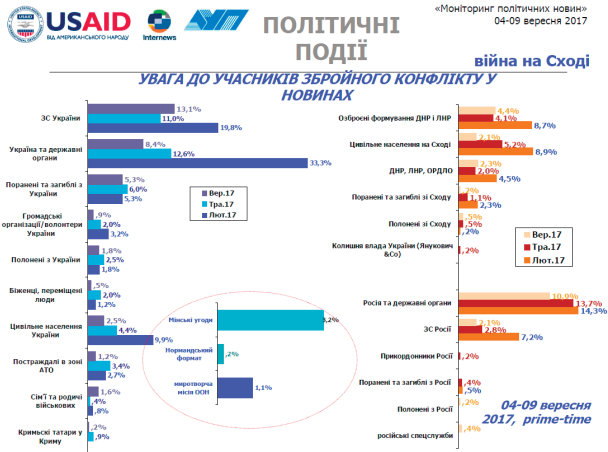 USAID
ВІД АМЕРИКАНСЬКОГО НАРОДУ
Internews
ПОЛІТИЧНІ
ПОДІЇ
«Моніторинг політичних новин»
04-09 вересня 2017
війна на Сході
УВАГА ДО УЧАСНИКІВ ЗБРОЙНОГО КОНФЛІКТУ У
НОВИНАХ
ЗС України
13,1%
11,0%
19,8%
Україна та державні
органи
8,4%
12,6%
33,3%
Поранені та загиблі з
України
5,3%
6,0%
5,3%
Громадські
організації/волонтери
України
,9%
2,0%
3,2%
Полонені з України
1,8%
2,5%
1,8%
Біженці, переміщені
люди
,5%
2,0%
1,2%
Цивільне населення
України
2,5%
4,4%
9,9%
Постраждалі в зоні
АТО
1,2%
3,4%
2,7%
Сім'ї та родичі
військових
1,6%
,4%
,8%
Кримські татари у
Криму
,2%
,9%
Вер.17
Тра.17
Лют.17
Мінські угоди
3,2%
Нормандський
формат
,2%
миротворча
місія ООН
1,1%
Озброєні формування ДНР і ЛНР
4,4%
4,1%
8,7%
Цивільне населення на Сході
2,1%
5,2%
8,9%
ДНР, ЛНР, ОРДЛО
2,3%
2,0%
4,5%
Поранені та загиблі зі Сходу
,2%
1,1%
2,3%
Полонені зі Сходу
,5%
,5%
,2%
Колишня влада України (Янукович
&Co)
,2%
Вер.17
Тра.17
Лют.17
Росія та державні органи
10,9%
13,7%
14,3%
ЗС Росії
2,1%
2,8%
7,2%
Прикордонники Росії
,2%
Поранені та загиблі з Росії
,4%
,5%
Полонені з Росії
,2%
російські спецслужби
,4%
04-09 вересня
2017, prime-time